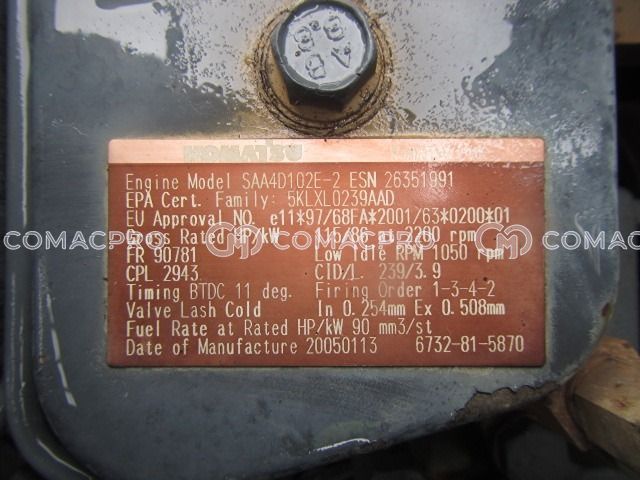 KOMATSU
Engine Model SAA4D102E-2 ESN 26351991
EPA Cert. Family: 5KLXL0239AAD
EU Approval NO. e11*97/68FA*2001/63*0200*01
Gross Rated HP/kW 115/86 at 2200 rpm
FR 90781 Low Idle RPM 1050 rpm
CPL 2943 CID/L 239/3.9
Timing BTDC 11 deg. Firing Order 1-3-4-2
Valve Lash Cold In 0.254mm Ex 0.508mm
Fuel Rate at Rated HP/kW 90 mm3/st
Date of Manufacture 20050113 6732-81-5870
COMACPRO
COMACPRO
COMACPRO
COMACPRO
COMACPRO